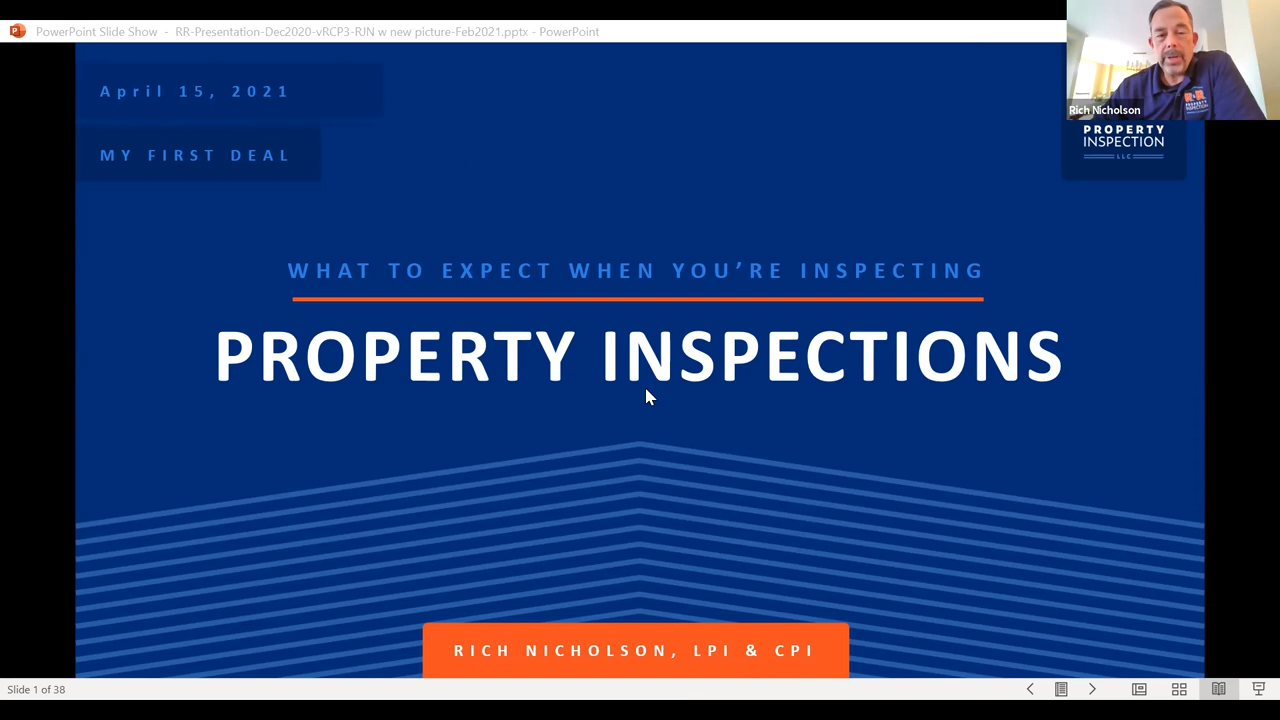 PowerPoint Slide Show - RR-Presentation-Dec2020-vRCP3-RJN w new picture-Feb2021.pptx - PowerPoint
Rich Nicholson
April 15, 2021
MY FIRST DEAL
PROPERTY
INSPECTION
LLC
WHAT TO EXPECT WHEN YOU’RE INSPECTING
PROPERTY INSPECTIONS
RICH NICHOLSON, LPI & CPI
Slide 1 of 38